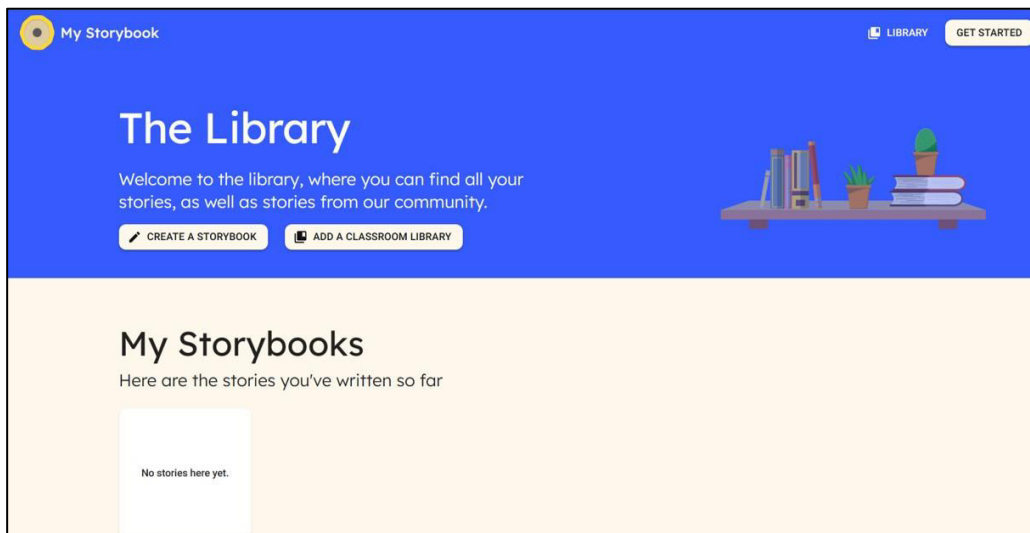 My Storybook
LIBRARY
GET STARTED
The Library
Welcome to the library, where you can find all your
stories, as well as stories from our community.
CREATE A STORYBOOK
ADD A CLASSROOM LIBRARY
My Storybooks
Here are the stories you've written so far
No stories here yet.